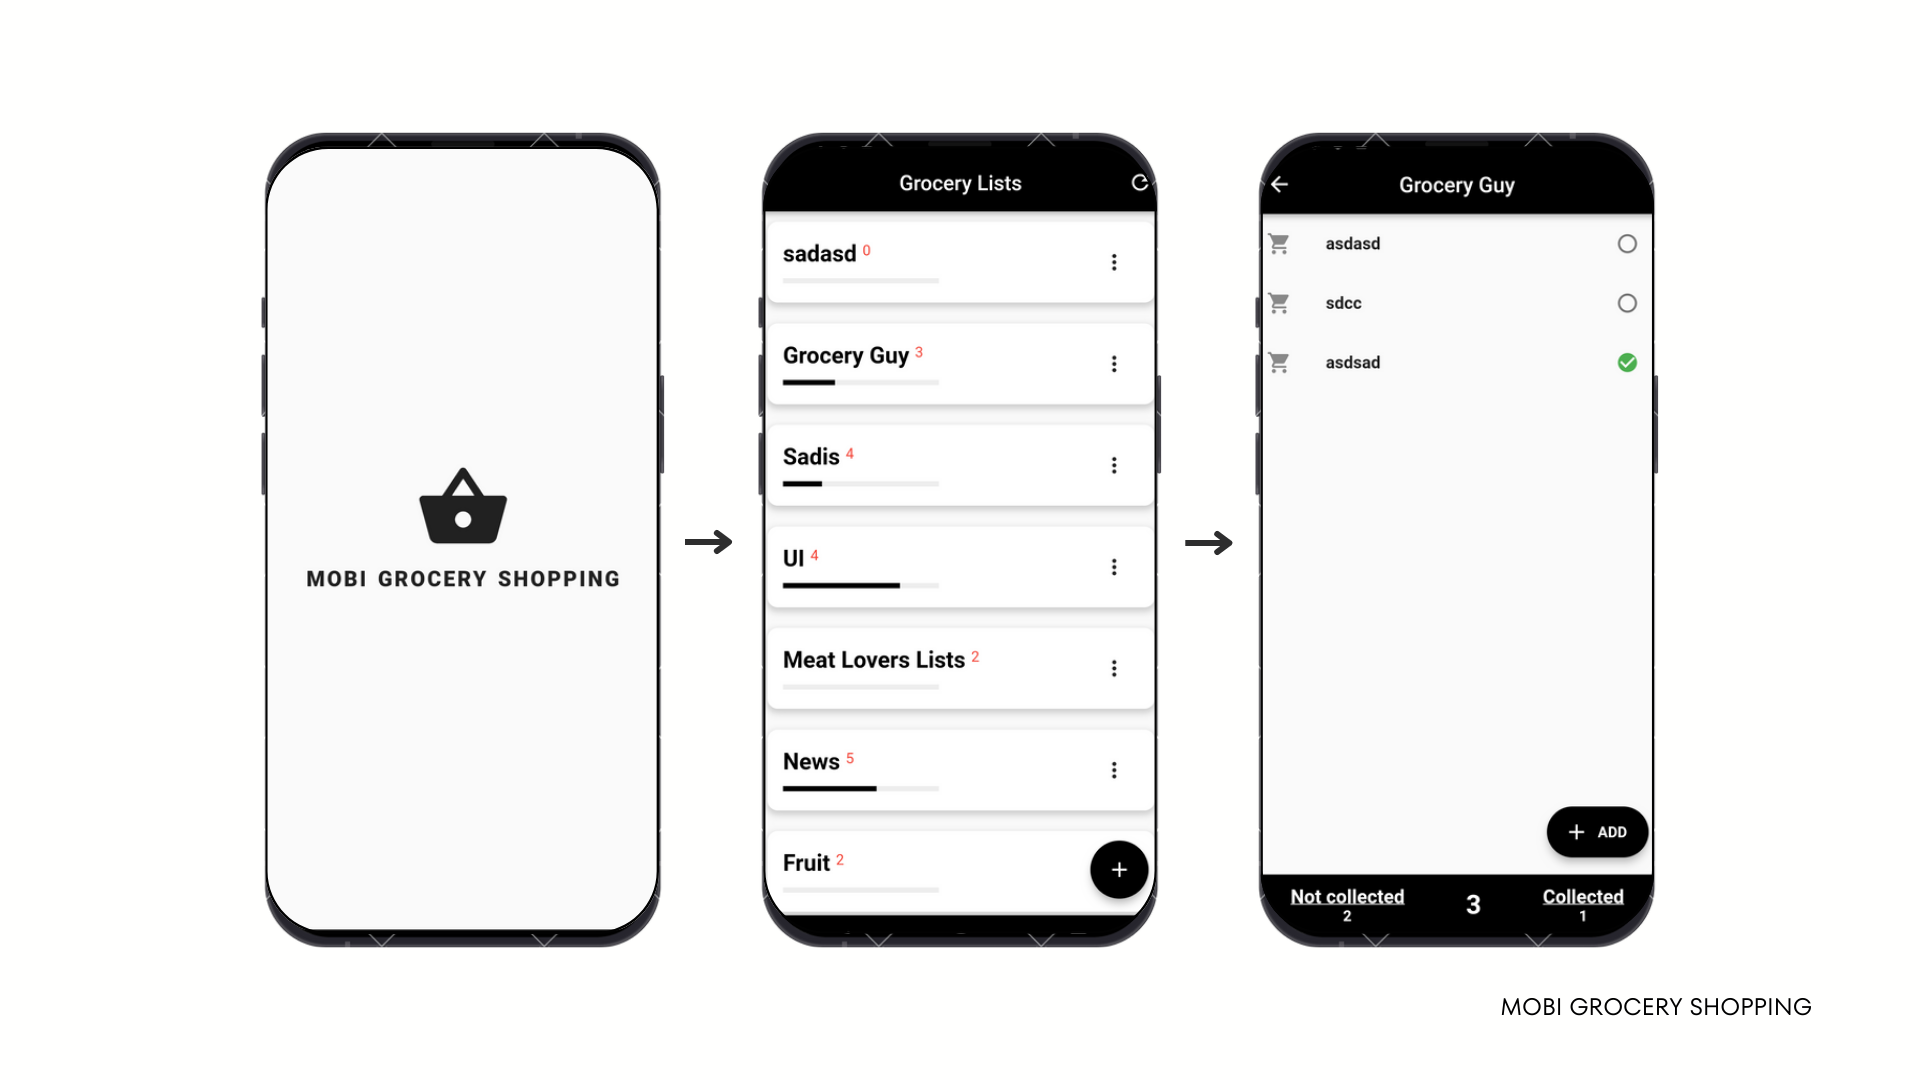 MOBI GROCERY SHOPPING
Grocery Lists
sadasd 0
Grocery Guy 3
Sadis 4
UI 4
Meat Lovers Lists 2
News 5
Fruit 2
+
Grocery Guy
asdasd
sdcc
asdsad
+ ADD
Not collected
2
3
Collected
1
MOBI GROCERY SHOPPING